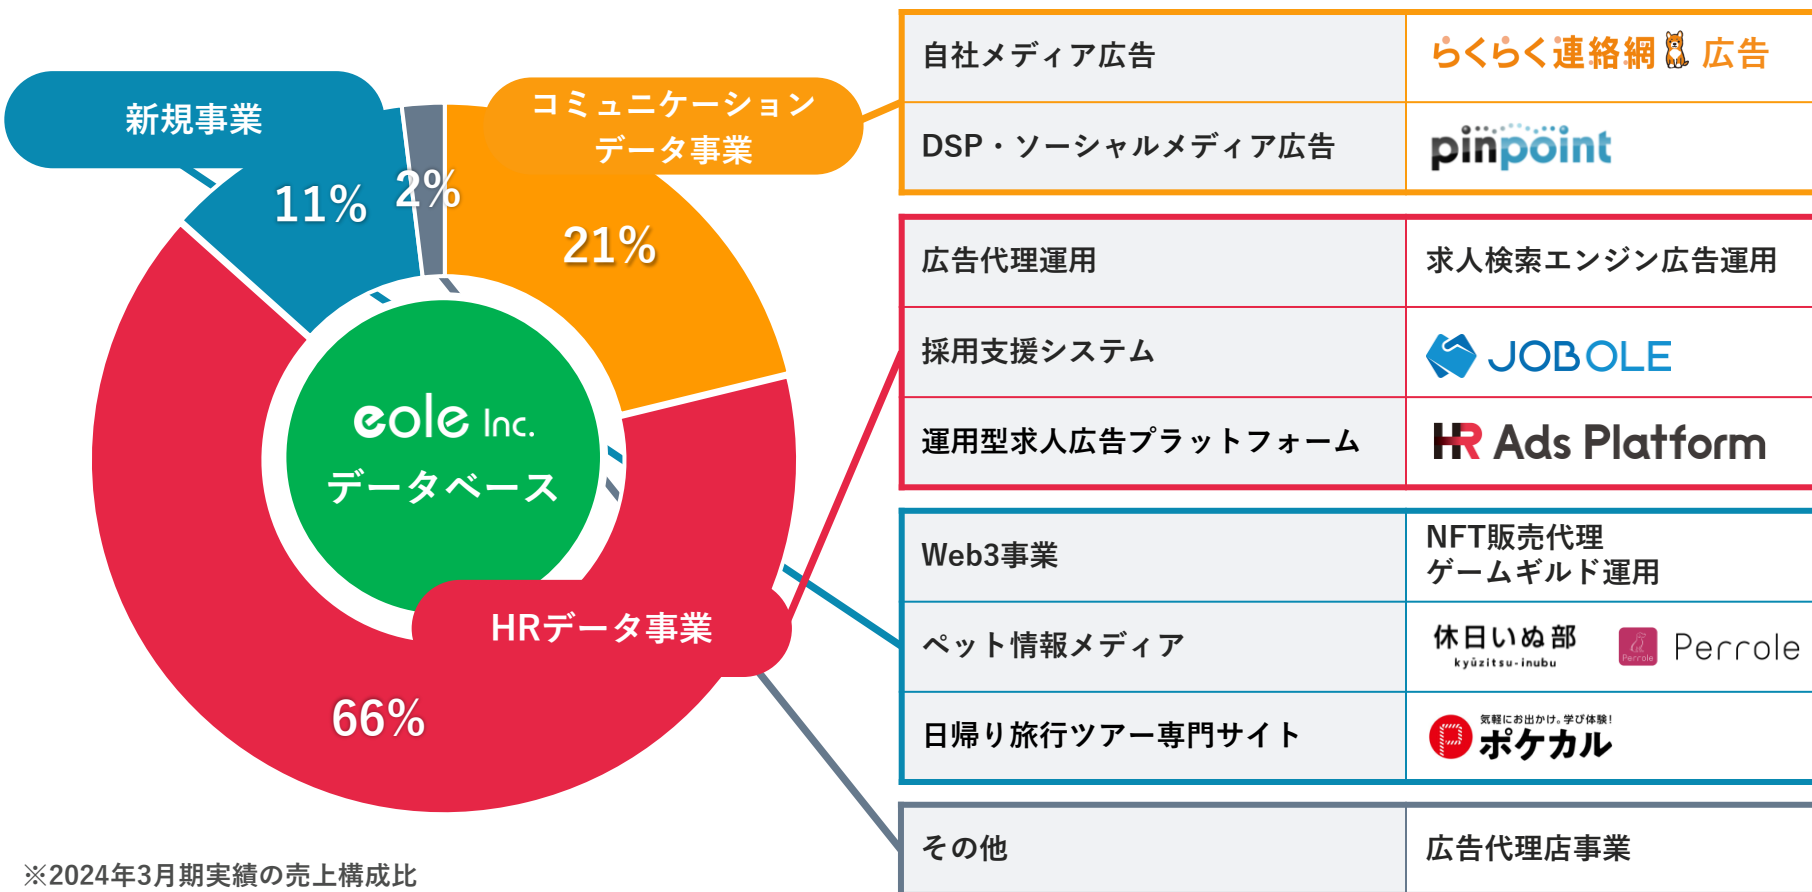 新規事業
コミュニケーション
データ事業
11%
2%
21%
eole Inc.
データベース
HRデータ事業
66%
※2024年3月期実績の売上構成比
自社メディア広告
らくらく連絡網 広告
DSP・ソーシャルメディア広告
pinpoint
広告代理運用
求人検索エンジン広告運用
採用支援システム
JOBOLE
運用型求人広告プラットフォーム
HR Ads Platform
Web3事業
NFT販売代理
ゲームギルド運用
ペット情報メディア
休日いぬ部
kyūzitsu-inubu
Perrole
Perrole
日帰り旅行ツアー専門サイト
気軽にお出かけ。学び体験!
ポケカル
その他
広告代理店事業